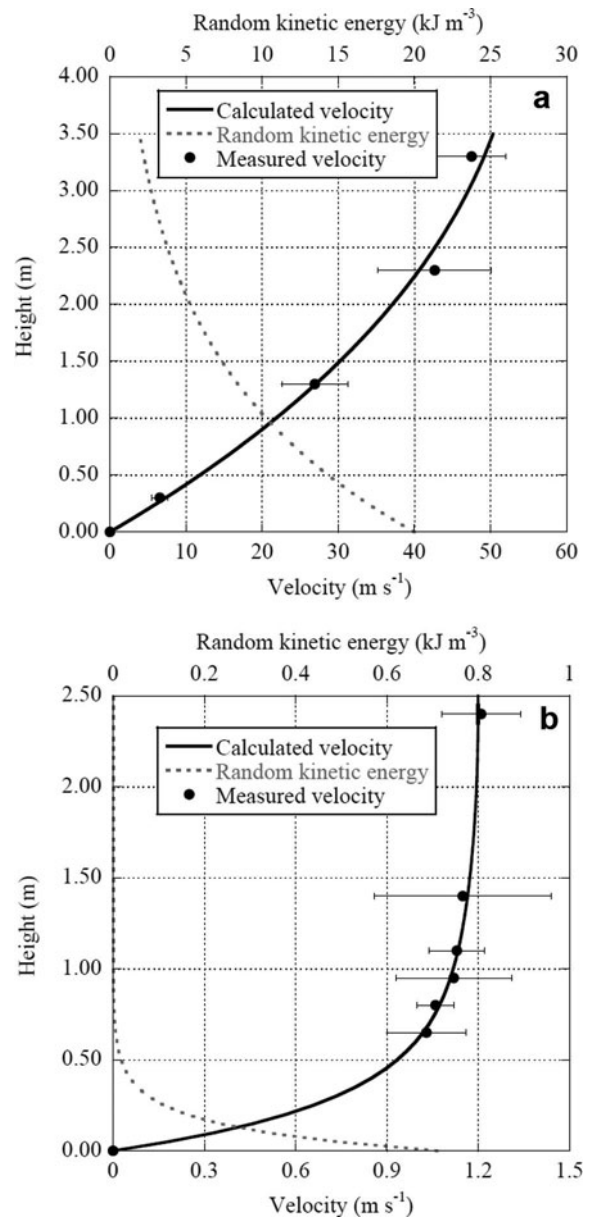 Random kinetic energy (kJ m⁻³)
0 5 10 15 20 25 30
4.00
a
Calculated velocity
Random kinetic energy
Measured velocity
3.50
3.00
2.50
2.00
1.50
1.00
0.50
0.00
Height (m)
0 10 20 30 40 50 60
Velocity (m s⁻¹)
Random kinetic energy (kJ m⁻³)
0 0.2 0.4 0.6 0.8 1
2.50
b
Calculated velocity
Random kinetic energy
Measured velocity
2.00
1.50
1.00
0.50
0.00
Height (m)
0 0.3 0.6 0.9 1.2 1.5
Velocity (m s⁻¹)